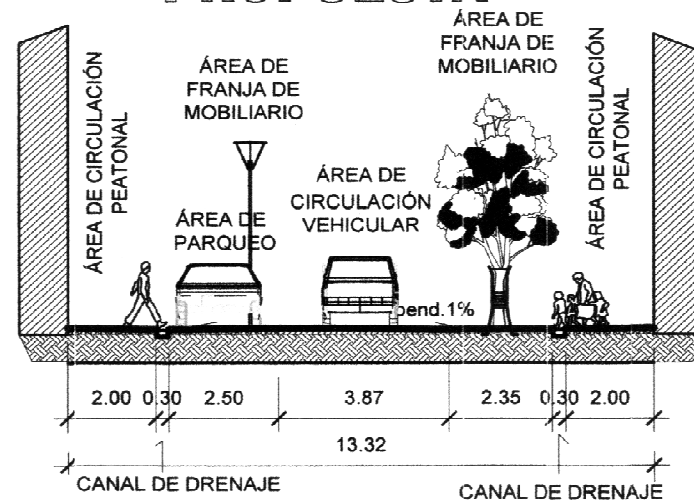 ÁREA DE
FRANJA DE
MOBILIARIO
ÁREA DE
FRANJA DE
MOBILIARIO
ÁREA DE CIRCULACIÓN
PEATONAL
ÁREA DE
PARQUEO
ÁREA DE
CIRCULACIÓN
VEHICULAR
ÁREA DE CIRCULACIÓN
PEATONAL
pend.1%
2.00 0.30 2.50 3.87 2.35 0.30 2.00
13.32
CANAL DE DRENAJE
CANAL DE DRENAJE